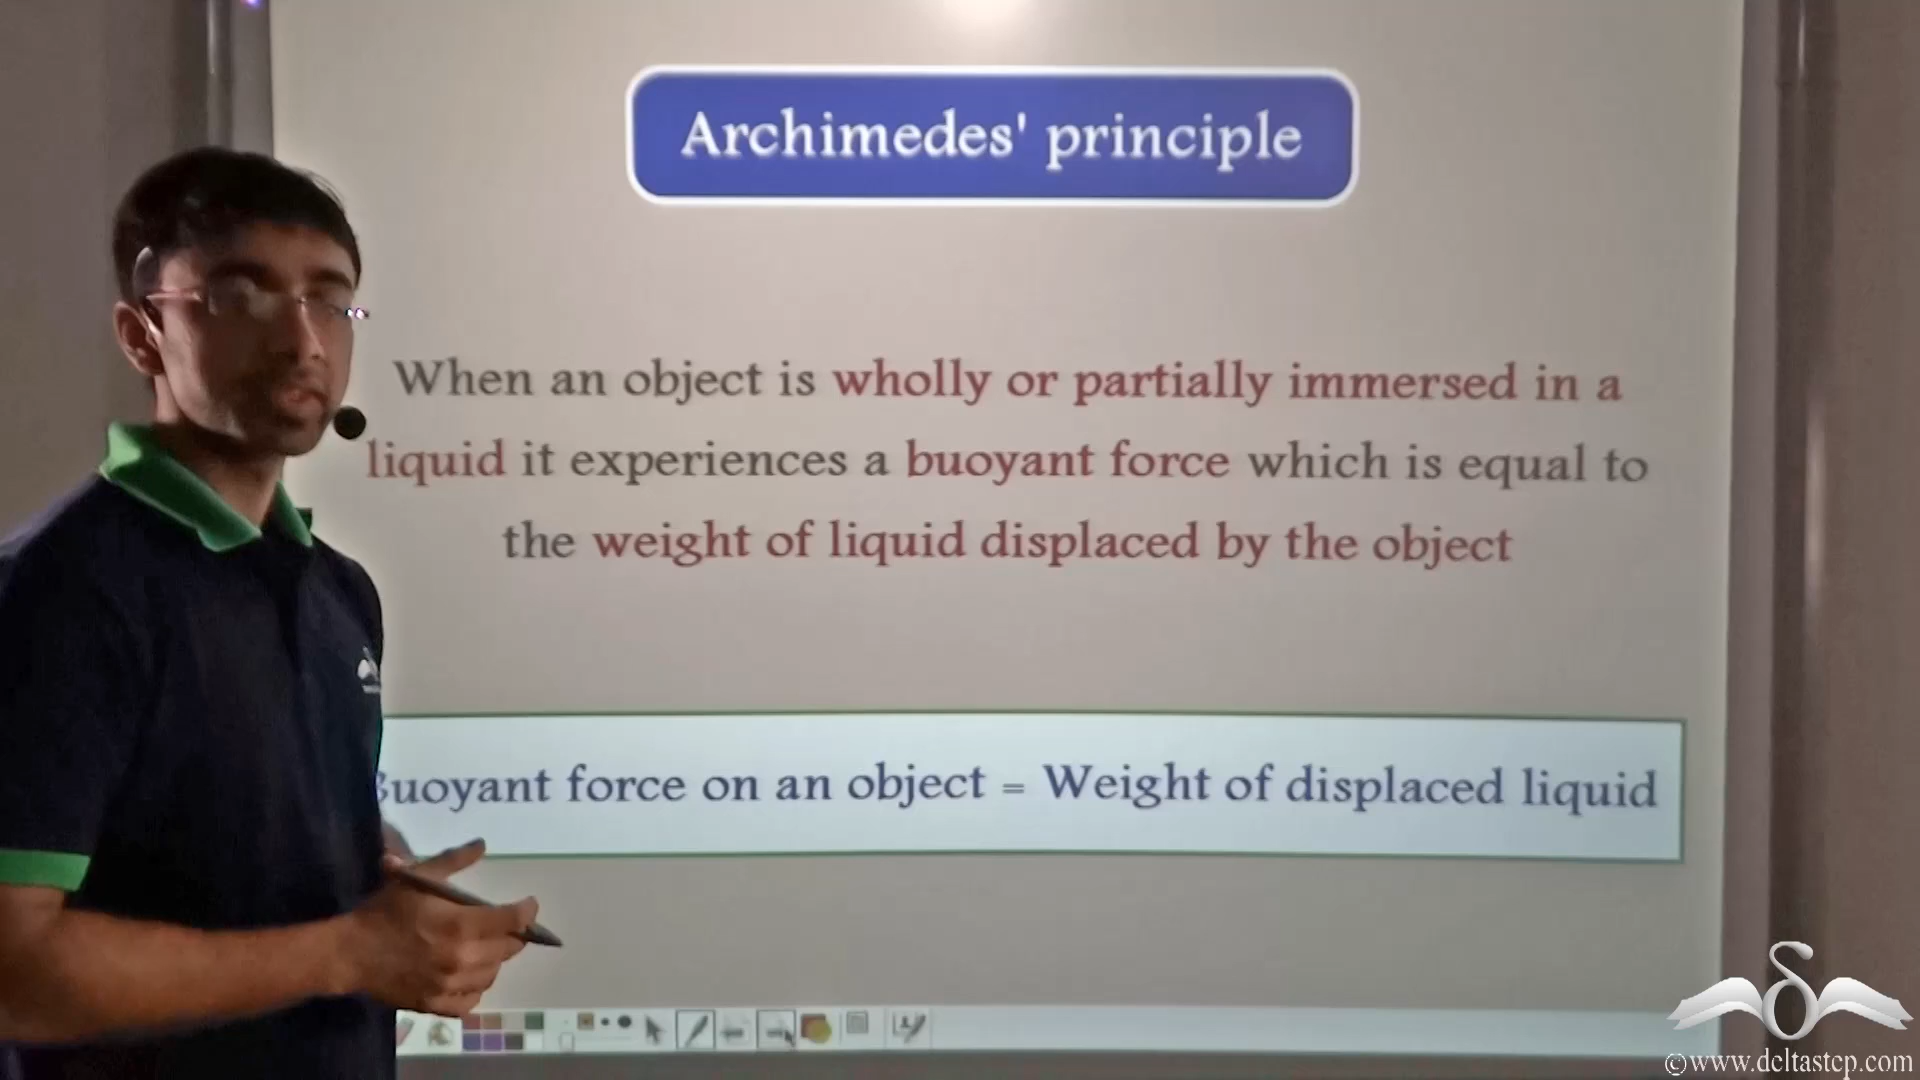 Archimedes' principle
When an object is wholly or partially immersed in a
liquid it experiences a buoyant force which is equal to
the weight of liquid displaced by the object
Buoyant force on an object = Weight of displaced liquid
©www.deltastep.com